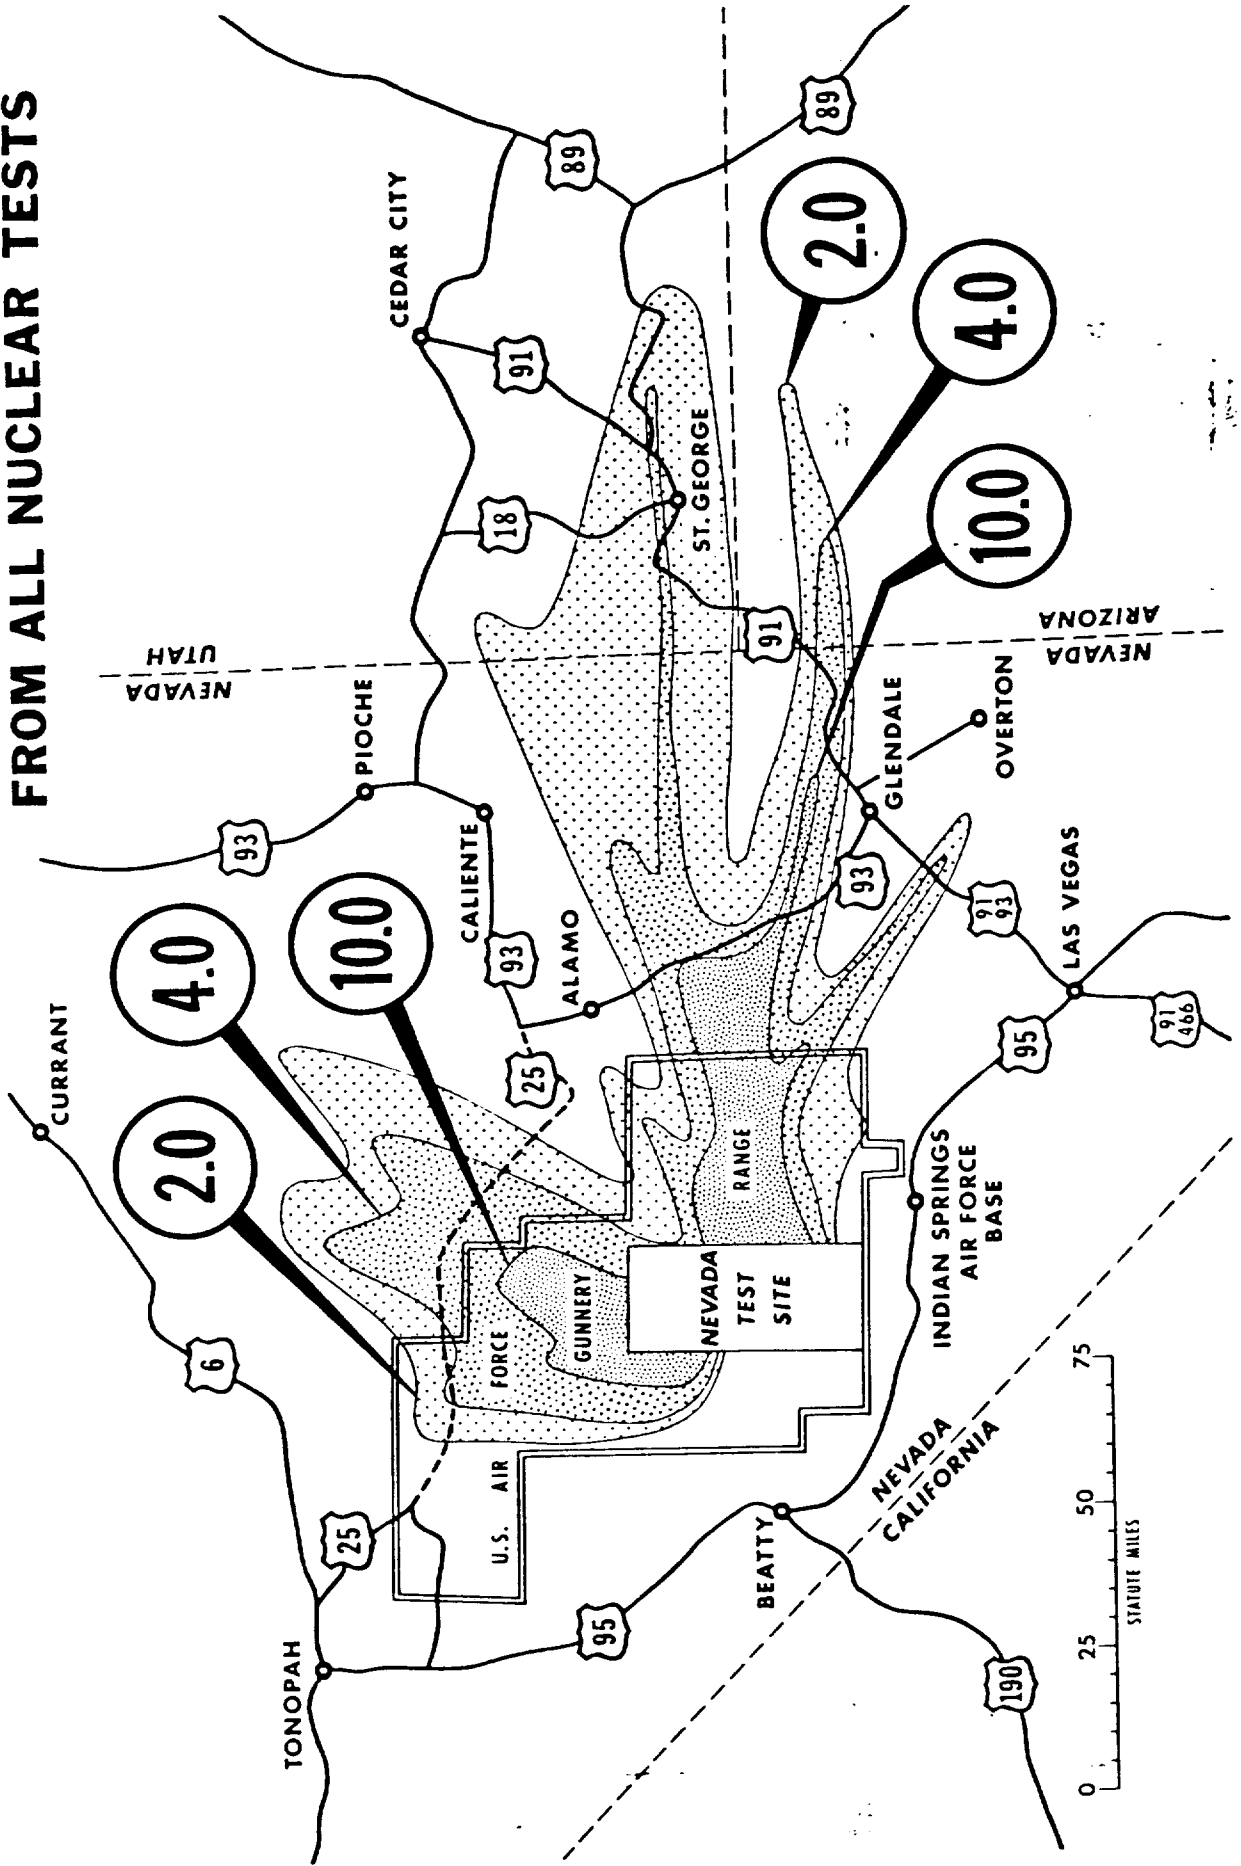 FROM ALL NUCLEAR TESTS
CURRANT
6
TONOPAH
25
2.0
4.0
10.0
93
PIOCHE
NEVADA
UTAH
CEDAR CITY
CALIENTE
93
25
ALAMO
18
91
89
U.S. AIR
FORCE
GUNNERY
RANGE
NEVADA
TEST
SITE
95
ST. GEORGE
91
89
2.0
4.0
10.0
BEATTY
93
GLENDALE
OVERTON
NEVADA
ARIZONA
INDIAN SPRINGS
AIR FORCE
BASE
95
91
93
LAS VEGAS
91
466
NEVADA
CALIFORNIA
190
0 25 50 75
STATUTE MILES